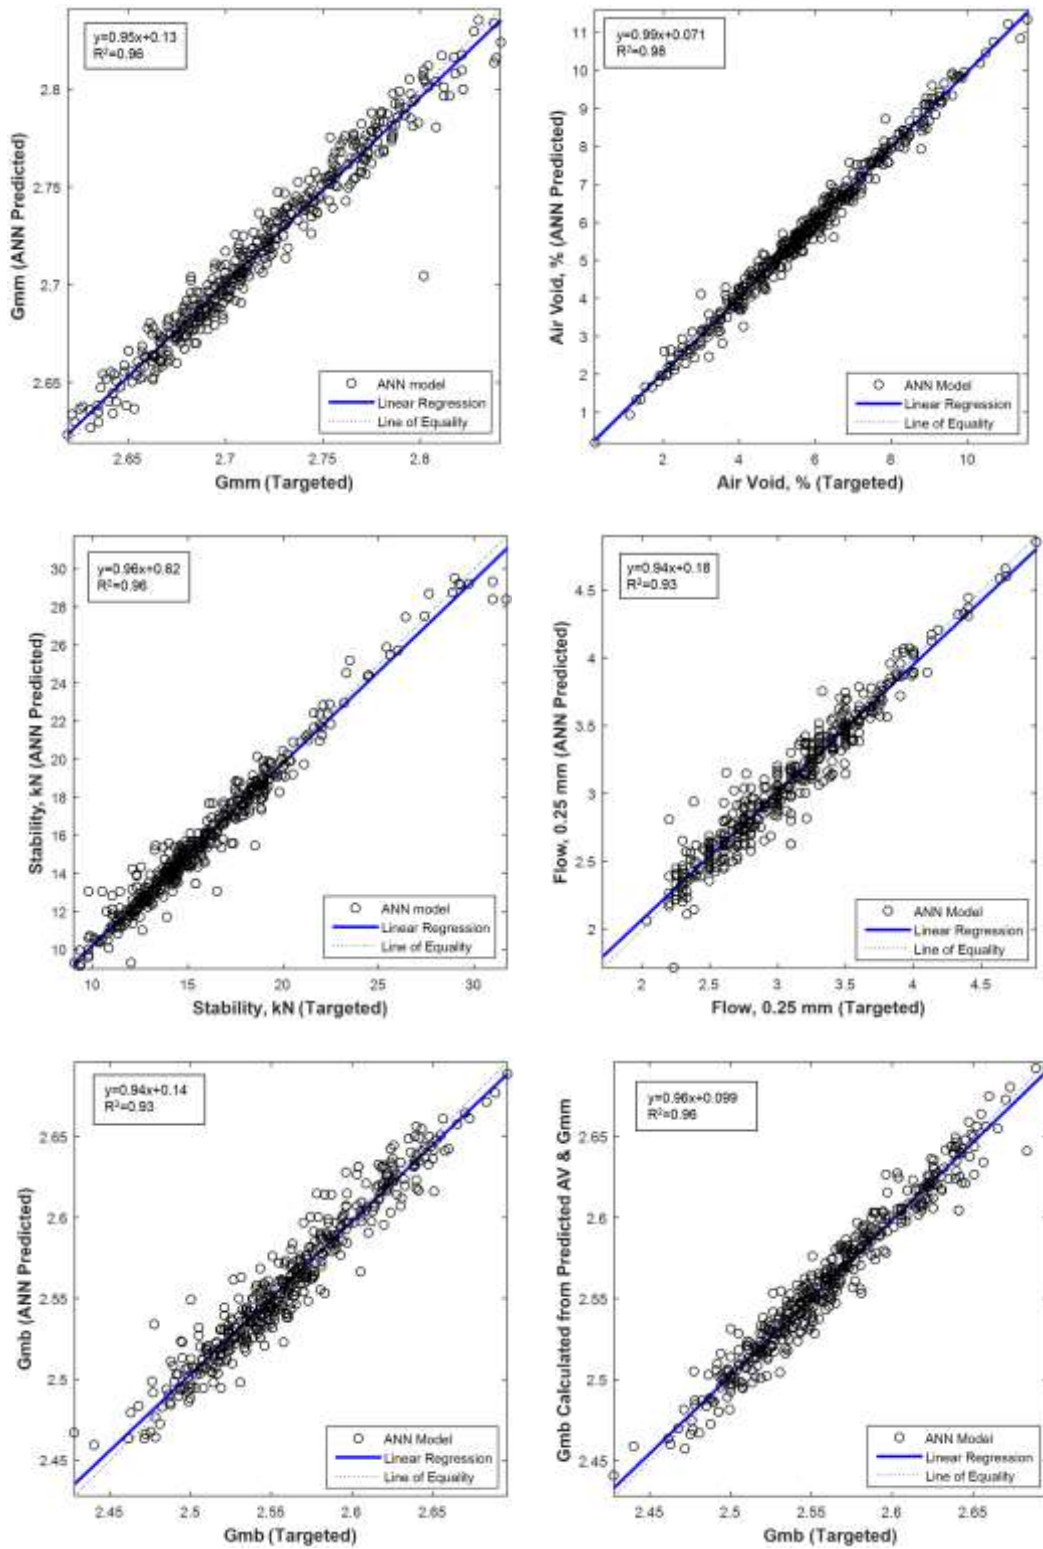 y=0.95x+0.13
R²=0.96
2.8
2.75
2.7
2.65
Gmm (ANN Predicted)
ANN model
Linear Regression
Line of Equality
2.65 2.7 2.75 2.8
Gmm (Targeted)
y=0.99x+0.071
R²=0.98
11
10
9
8
7
6
5
4
3
2
1
Air Void, % (ANN Predicted)
ANN Model
Linear Regression
Line of Equality
2 4 6 8 10
Air Void, % (Targeted)
y=0.96x+0.62
R²=0.96
30
28
26
24
22
20
18
16
14
12
10
Stability, kN (ANN Predicted)
ANN model
Linear Regression
Line of Equality
10 15 20 25 30
Stability, kN (Targeted)
y=0.94x+0.18
R²=0.93
4.5
4
3.5
3
2.5
2
Flow, 0.25 mm (ANN Predicted)
ANN Model
Linear Regression
Line of Equality
2 2.5 3 3.5 4 4.5
Flow, 0.25 mm (Targeted)
y=0.94x+0.14
R²=0.93
2.65
2.6
2.55
2.5
2.45
Gmb (ANN Predicted)
ANN Model
Linear Regression
Line of Equality
2.45 2.5 2.55 2.6 2.65
Gmb (Targeted)
y=0.96x+0.099
R²=0.96
2.65
2.6
2.55
2.5
2.45
Gmb Calculated from Predicted AV & Gmm
ANN Model
Linear Regression
Line of Equality
2.45 2.5 2.55 2.6 2.65
Gmb (Targeted)